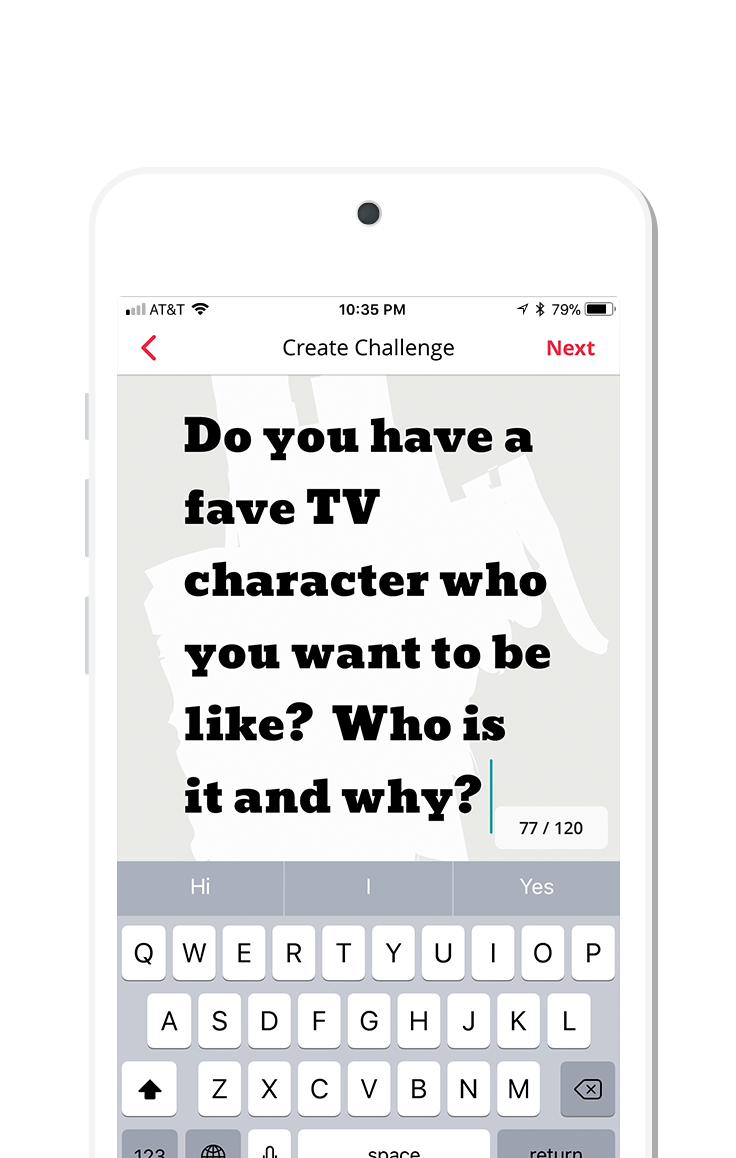 AT&T 10:35 PM 79%
Create Challenge Next
Do you have a
fave TV
character who
you want to be
like?  Who is
it and why?
77 / 120
Hi I Yes
Q W E R T Y U I O P
A S D F G H J K L
Z X C V B N M
123 space return